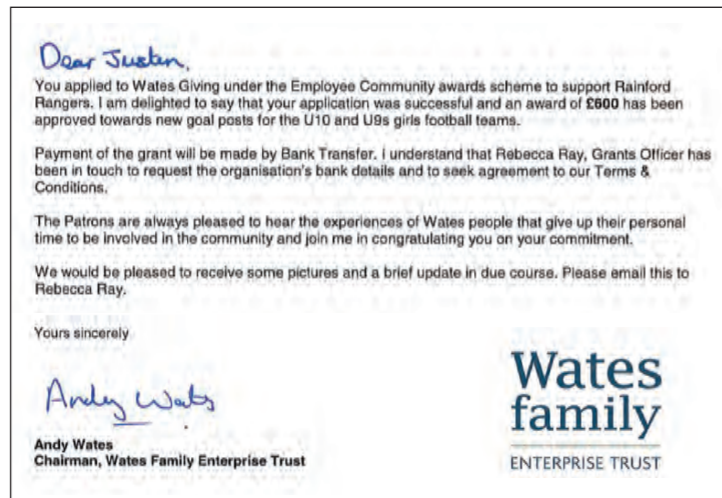 Dear Justin,
You applied to Wates Giving under the Employee Community awards scheme to support Rainford
Rangers. I am delighted to say that your application was successful and an award of £600 has been
approved towards new goal posts for the U10 and U9s girls football teams.
Payment of the grant will be made by Bank Transfer. I understand that Rebecca Ray, Grants Officer has
been in touch to request the organisation's bank details and to seek agreement to our Terms &
Conditions.
The Patrons are always pleased to hear the experiences of Wates people that give up their personal
time to be involved in the community and join me in congratulating you on your commitment.
We would be pleased to receive some pictures and a brief update in due course. Please email this to
Rebecca Ray.
Yours sincerely
Andy Wates
Andy Wates
Chairman, Wates Family Enterprise Trust
Wates
family
ENTERPRISE TRUST